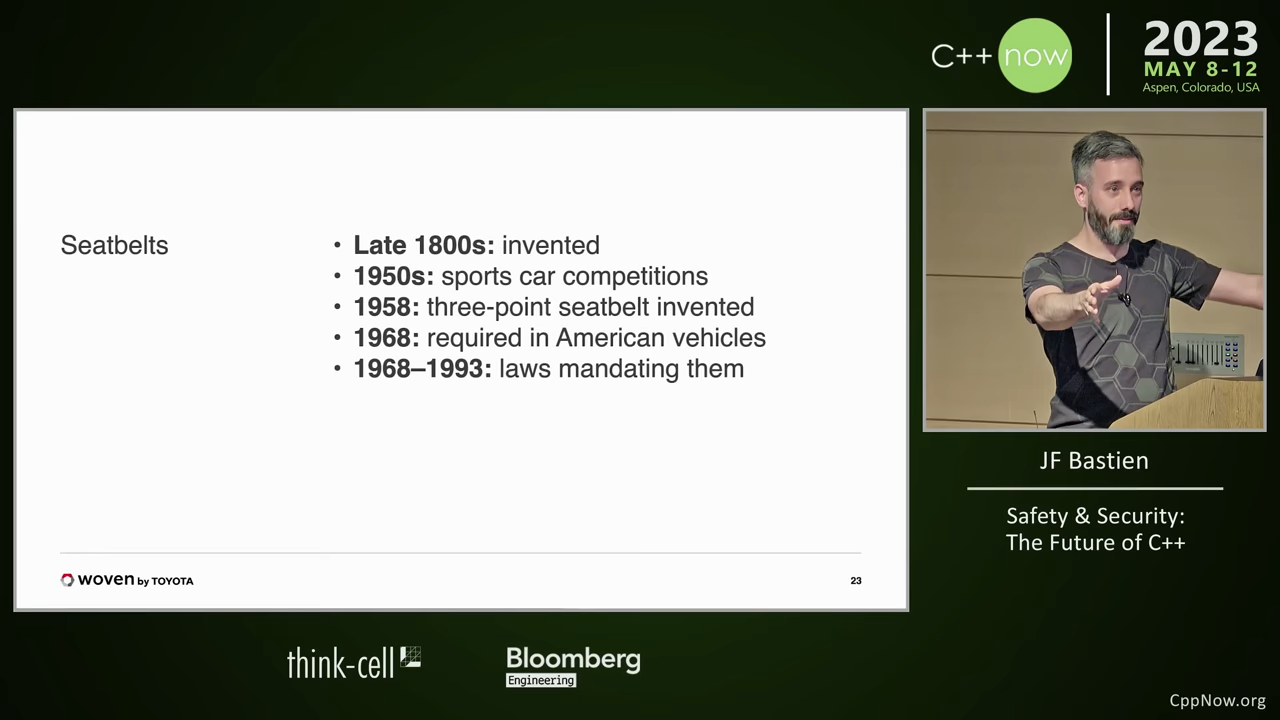 C++ now
2023
MAY 8-12
Aspen, Colorado, USA
Seatbelts
• Late 1800s: invented
• 1950s: sports car competitions
• 1958: three-point seatbelt invented
• 1968: required in American vehicles
• 1968–1993: laws mandating them
woven by TOYOTA
23
JF Bastien
Safety & Security:
The Future of C++
think-cell
Bloomberg
Engineering
CppNow.org